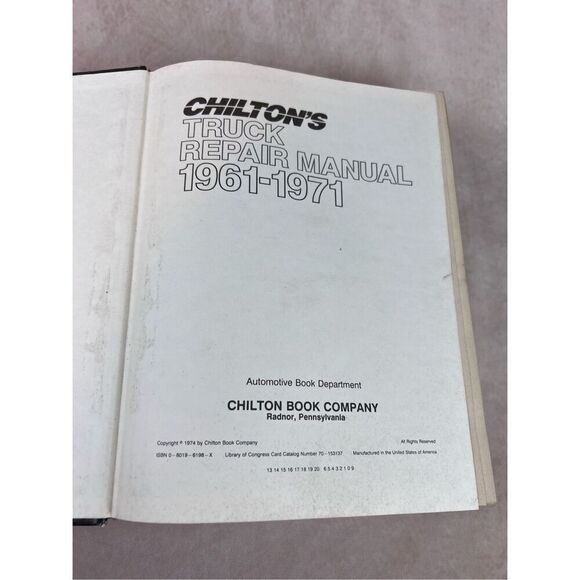 CHILTON'S
TRUCK
REPAIR MANUAL
1961-1971
Automotive Book Department
CHILTON BOOK COMPANY
Radnor, Pennsylvania
Copyright © 1974 by Chilton Book Company All Rights Reserved
ISBN 0-8019-6198-X Library of Congress Card Catalog Number 70-153137 Manufactured in the United States of America
13 14 15 16 17 18 19 20 6 5 4 3 2 1 0 9